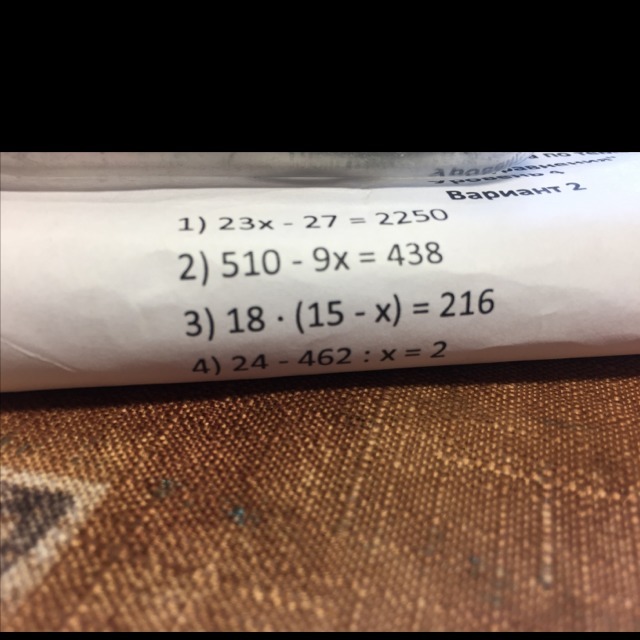 Вариант 2
1) 23x - 27 = 2250
2) 510 - 9x = 438
3) 18 · (15 - x) = 216
4) 24 - 462 : x = 2